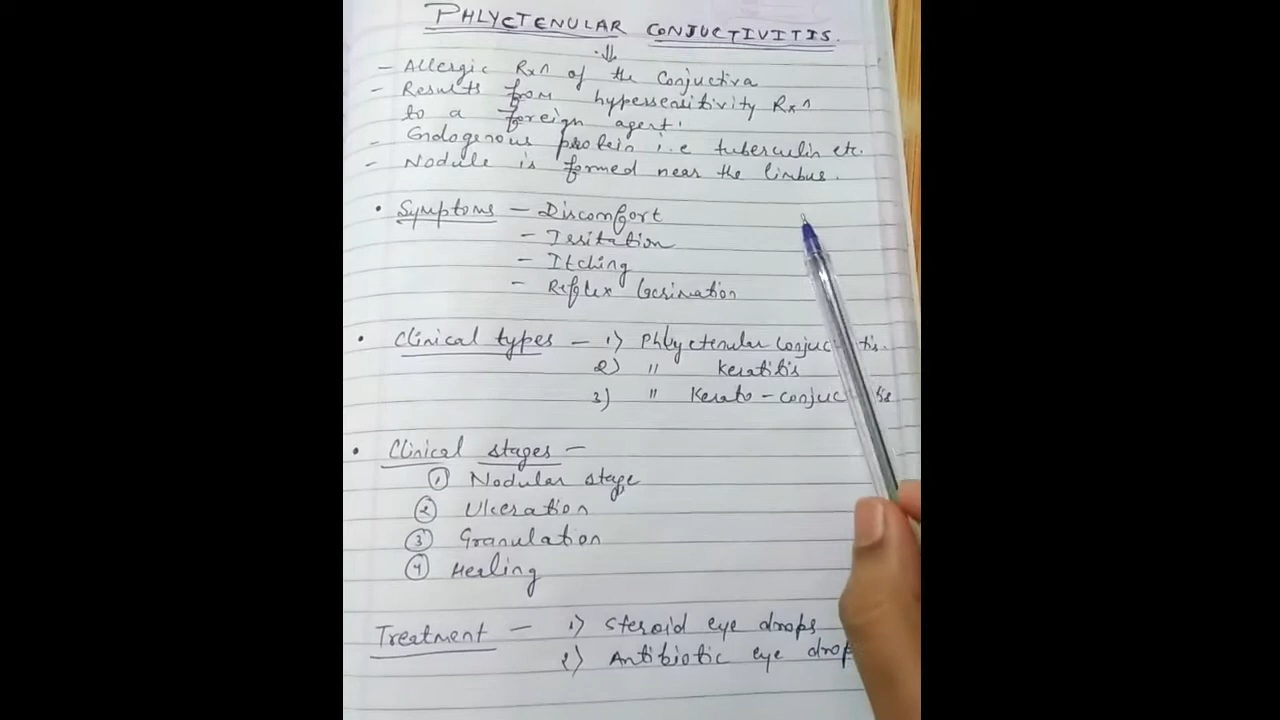 PHLYCTENULAR CONJUCTIVITIS.
- Allergic Rxn of the Conjuctiva
- Results from hypersensitivity Rxn
to a foreign agent.
- Endogenous protein i.e tuberculin etc.
- Nodule is formed near the limbus.
• Symptoms - Discomfort
- Irritation
- Itching
- Reflex lacrimation
• Clinical types - 1) Phlyctenular conjuc tis.
2) " Keratitis
3) " Kerato-conjuc tis
• Clinical stages -
① Nodular stage
② Ulceration
③ Granulation
④ Healing
Treatment - 1) Steroid eye drops
2) Antibiotic eye drop